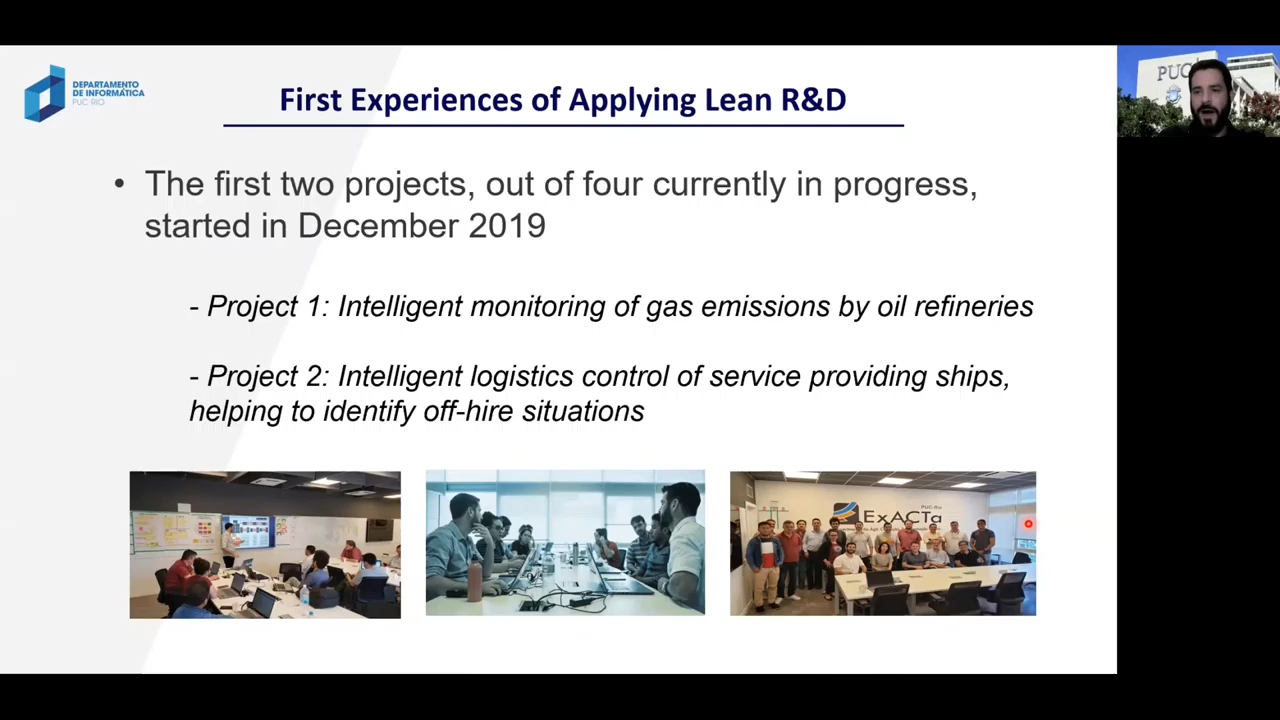 DEPARTAMENTO
DE INFORMÁTICA
PUC RIO
First Experiences of Applying Lean R&D
• The first two projects, out of four currently in progress,
started in December 2019
- Project 1: Intelligent monitoring of gas emissions by oil refineries
- Project 2: Intelligent logistics control of service providing ships,
helping to identify off-hire situations
PUC-Rio
ExACTa
PUC